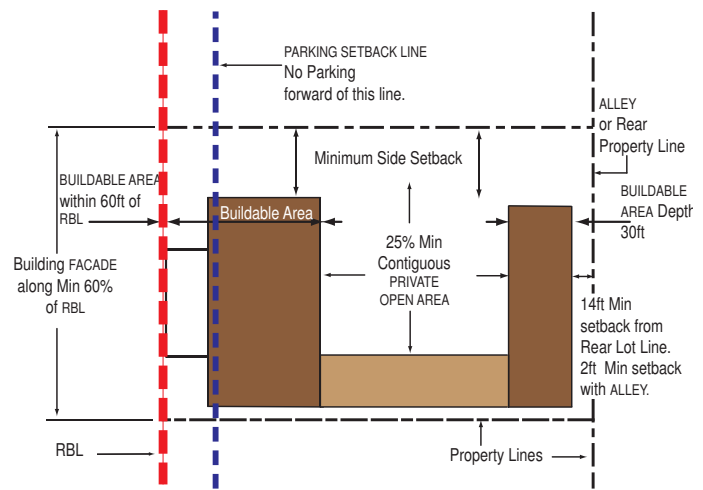 PARKING SETBACK LINE
No Parking
forward of this line.
ALLEY
or Rear
Property Line
Minimum Side Setback
BUILDABLE AREA
within 60ft of
RBL
Buildable Area
BUILDABLE
AREA Depth
30ft
Building FACADE
along Min 60%
of RBL
25% Min
Contiguous
PRIVATE
OPEN AREA
14ft Min
setback from
Rear Lot Line.
2ft Min setback
with ALLEY.
RBL
Property Lines